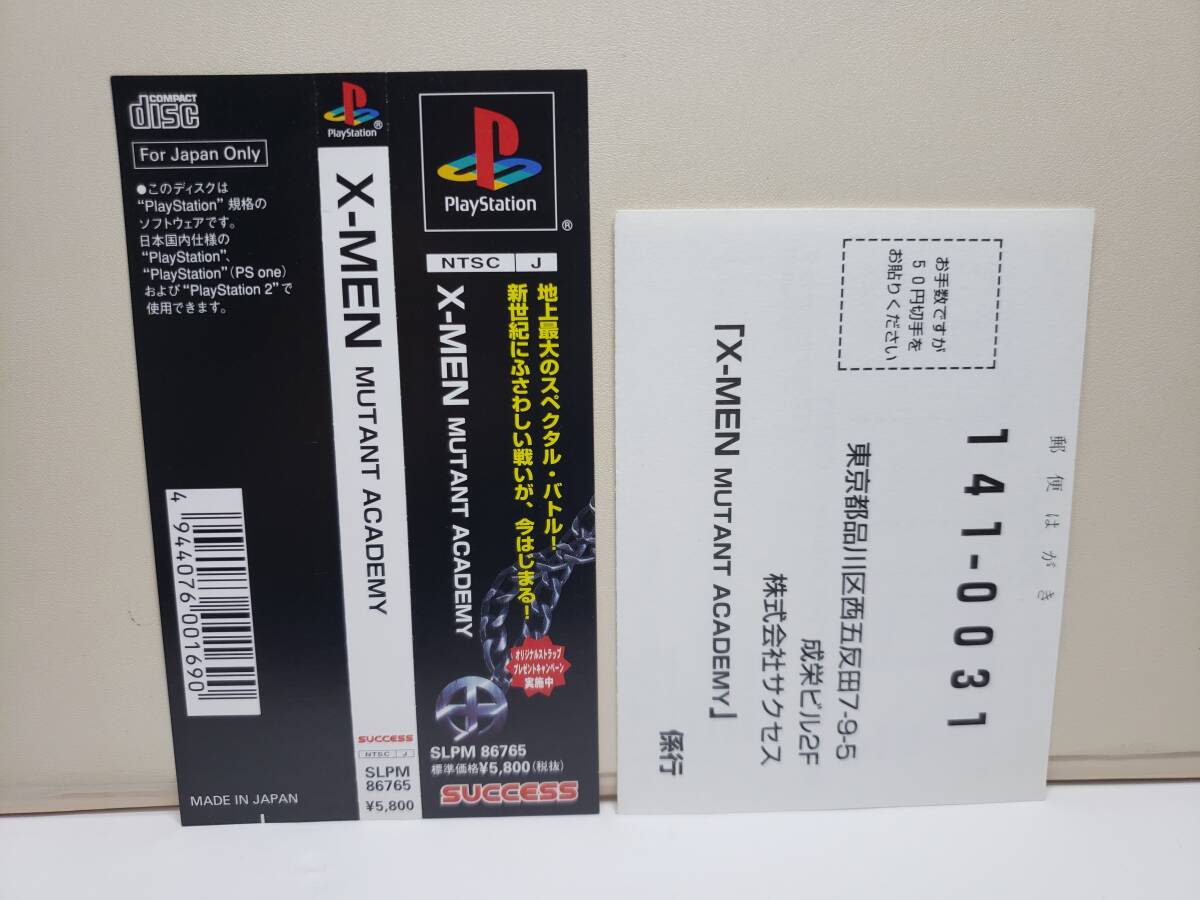 COMPACT
disc
For Japan Only
●このディスクは
“PlayStation” 規格の
ソフトウェアです。
日本国内仕様の
“PlayStation”、
“PlayStation”(PS one)
および“PlayStation 2”で
使用できます。
4 944076 001690
MADE IN JAPAN
PlayStation
®
X-MEN MUTANT ACADEMY
SUCCESS
NTSC J
SLPM
86765
¥5,800
PlayStation
®
NTSC J
地上最大のスペクタル・バトル!
新世紀にふさわしい戦いが、今はじまる!
X-MEN MUTANT ACADEMY
オリジナルストラップ
プレゼントキャンペーン
実施中
SLPM 86765
標準価格¥5,800(税抜)
SUCCESS
郵便はがき
お手数ですが
50円切手を
お貼りください
141-0031
東京都品川区西五反田7-9-5
成栄ビル2F
株式会社サクセス
「X-MEN MUTANT ACADEMY」
係行